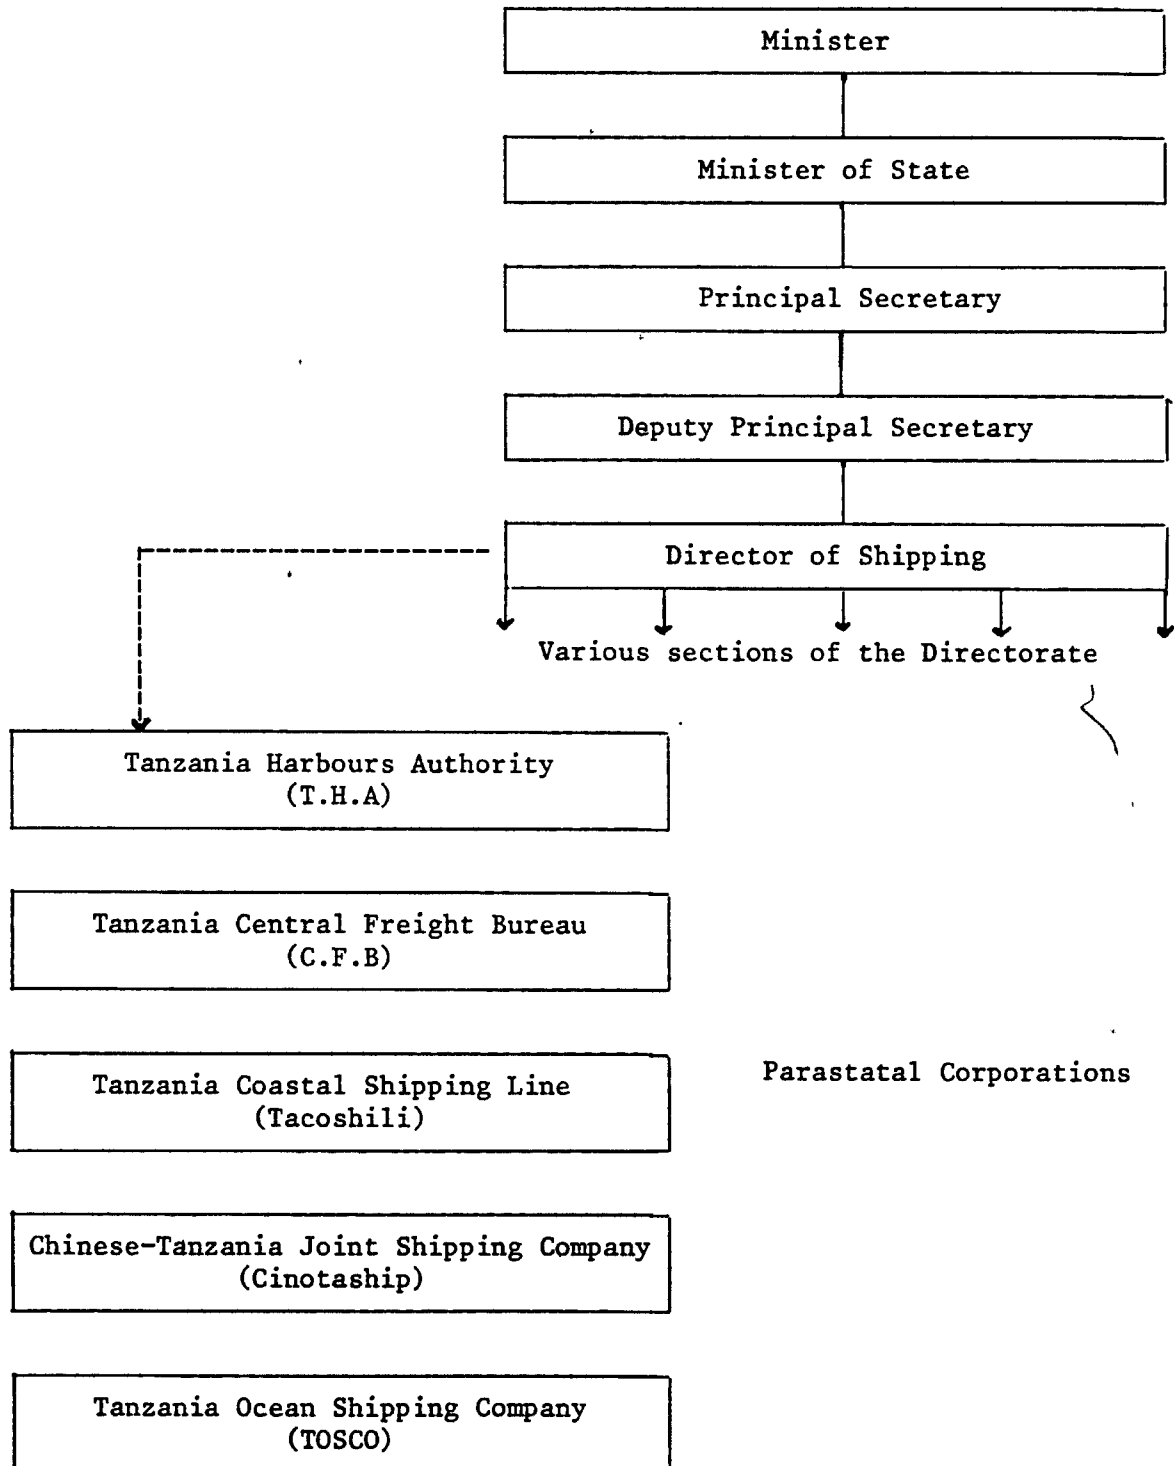 Minister
Minister of State
Principal Secretary
Deputy Principal Secretary
Director of Shipping
Various sections of the Directorate
Tanzania Harbours Authority
(T.H.A)
Tanzania Central Freight Bureau
(C.F.B)
Tanzania Coastal Shipping Line
(Tacoshili)
Parastatal Corporations
Chinese-Tanzania Joint Shipping Company
(Cinotaship)
Tanzania Ocean Shipping Company
(TOSCO)